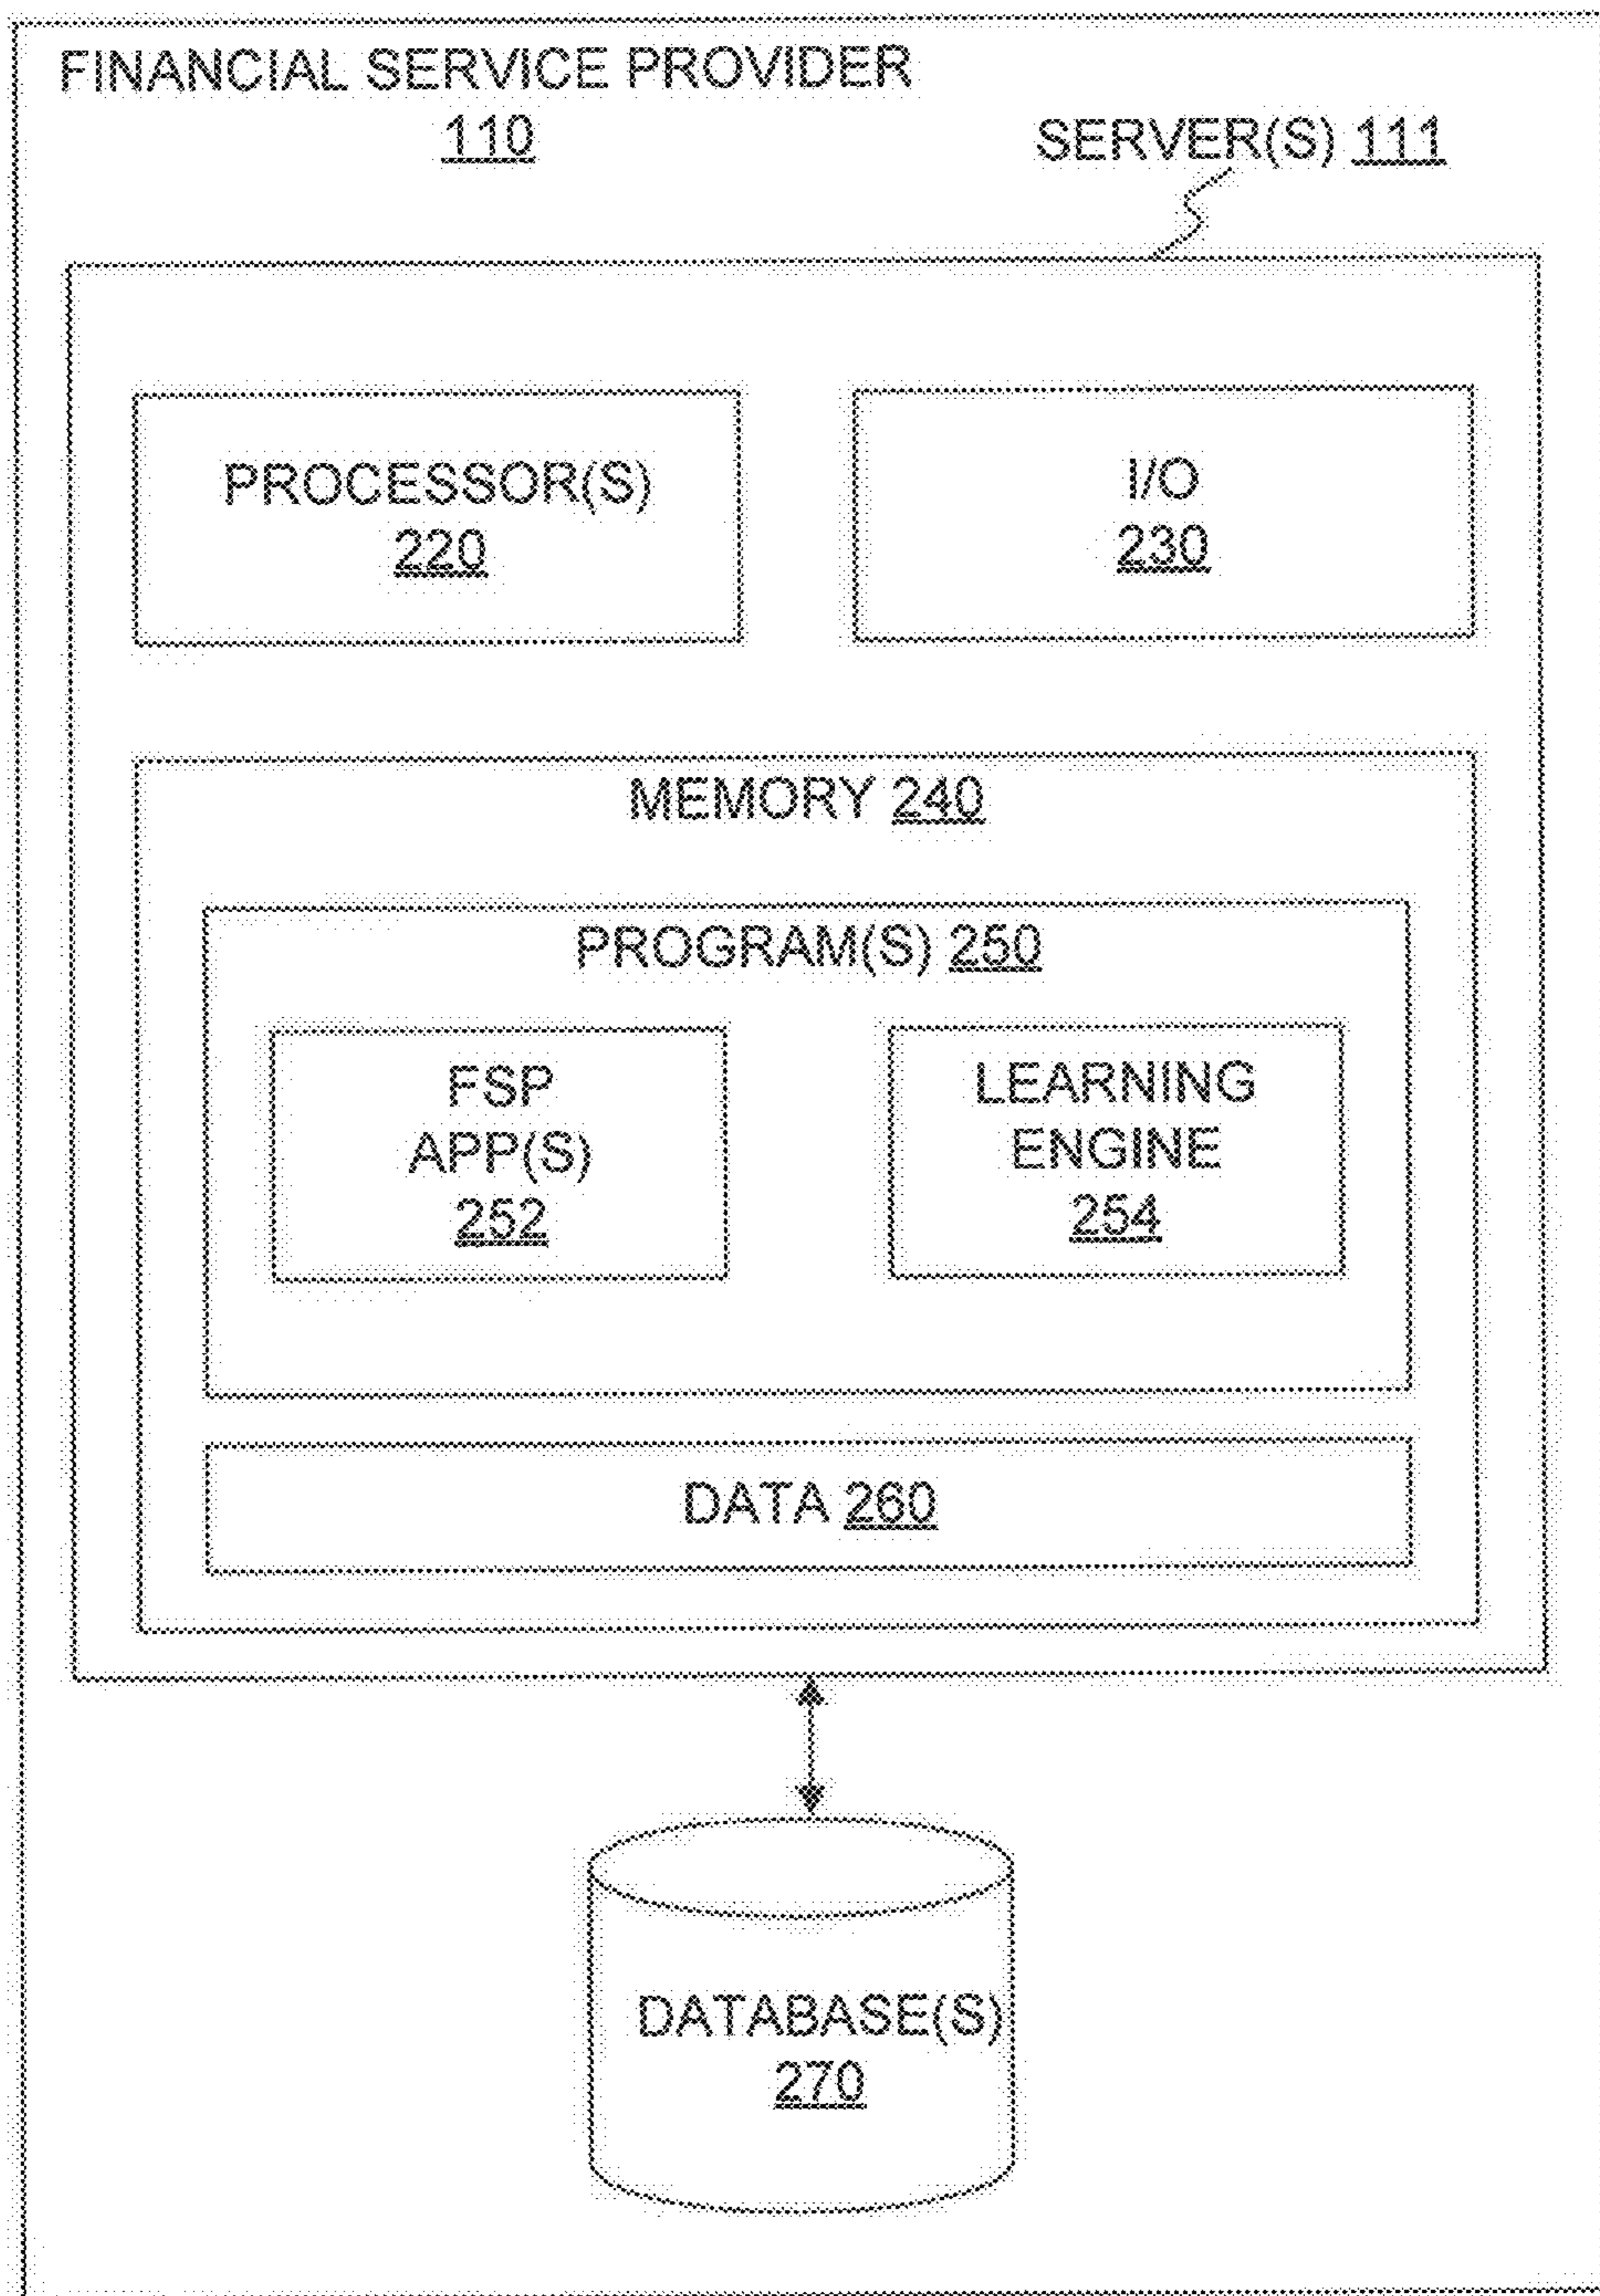 FINANCIAL SERVICE PROVIDER
110
SERVER(S) 111
PROCESSOR(S)
220
I/O
230
MEMORY 240
PROGRAM(S) 250
FSP
APP(S)
252
LEARNING
ENGINE
254
DATA 260
DATABASE(S)
270